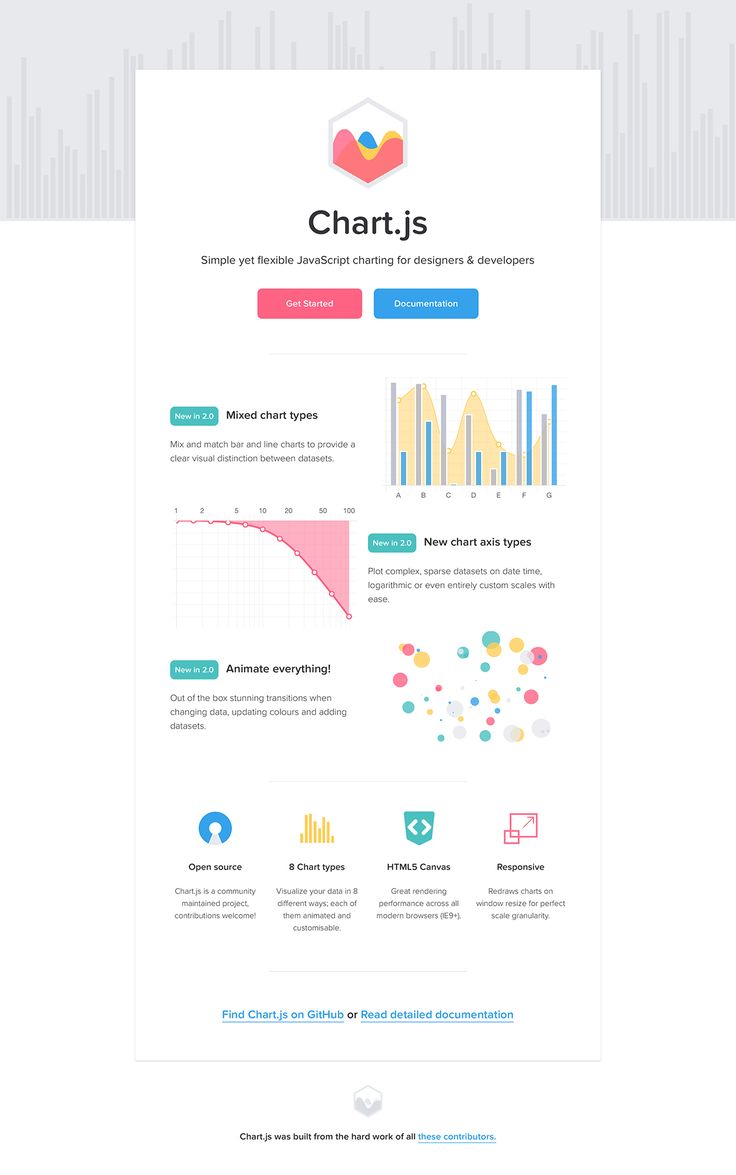 Chart.js
Simple yet flexible JavaScript charting for designers & developers
Get Started
Documentation
New in 2.0 Mixed chart types
Mix and match bar and line charts to provide a
clear visual distinction between datasets.
A B C D E F G
1 2 5 10 20 50 100
New in 2.0 New chart axis types
Plot complex, sparse datasets on date time,
logarithmic or even entirely custom scales with
ease.
New in 2.0 Animate everything!
Out of the box stunning transitions when
changing data, updating colours and adding
datasets.
Open source
Chart.js is a community
maintained project,
contributions welcome!
8 Chart types
Visualize your data in 8
different ways; each of
them animated and
customisable.
HTML5 Canvas
Great rendering
performance across all
modern browsers (IE9+).
Responsive
Redraws charts on
window resize for perfect
scale granularity.
Find Chart.js on GitHub or Read detailed documentation
Chart.js was built from the hard work of all these contributors.